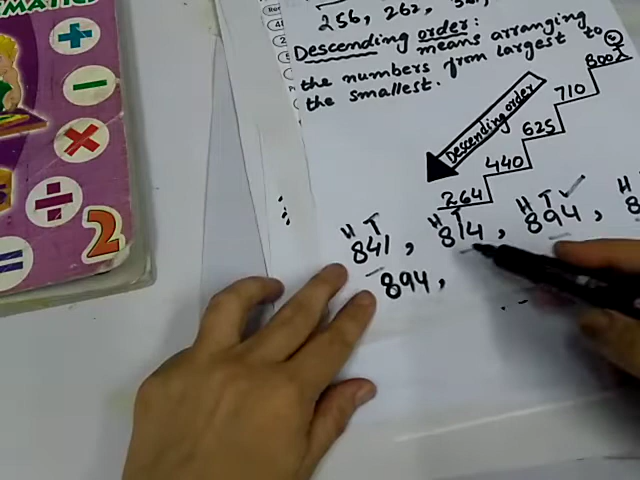 256, 262,
Descending order:
means arranging
the numbers from largest to
the smallest.
800
710
625
440
264
Descending order
H T H T H T ✓ H
841, 814, 894, 8
894,
2